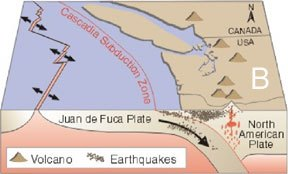 N
CANADA
USA
Cascadia Subduction Zone
B
Juan de Fuca Plate
North
American
Plate
Volcano
Earthquakes